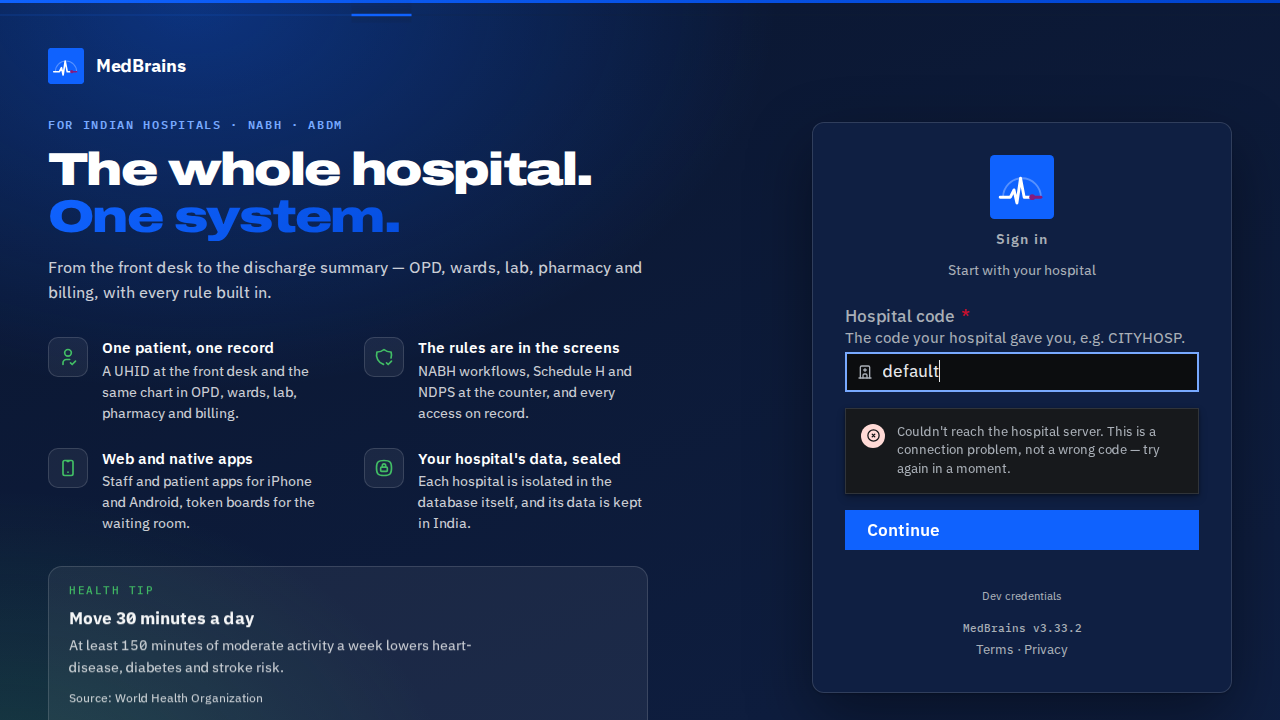 MedBrains
FOR INDIAN HOSPITALS · NABH · ABDM
The whole hospital.
One system.
From the front desk to the discharge summary — OPD, wards, lab, pharmacy and
billing, with every rule built in.
One patient, one record
A UHID at the front desk and the
same chart in OPD, wards, lab,
pharmacy and billing.
The rules are in the screens
NABH workflows, Schedule H and
NDPS at the counter, and every
access on record.
Web and native apps
Staff and patient apps for iPhone
and Android, token boards for the
waiting room.
Your hospital's data, sealed
Each hospital is isolated in the
database itself, and its data is kept
in India.
HEALTH TIP
Move 30 minutes a day
At least 150 minutes of moderate activity a week lowers heart-
disease, diabetes and stroke risk.
Source: World Health Organization
Sign in
Start with your hospital
Hospital code *
The code your hospital gave you, e.g. CITYHOSP.
default
Couldn't reach the hospital server. This is a
connection problem, not a wrong code — try
again in a moment.
Continue
Dev credentials
MedBrains v3.33.2
Terms · Privacy